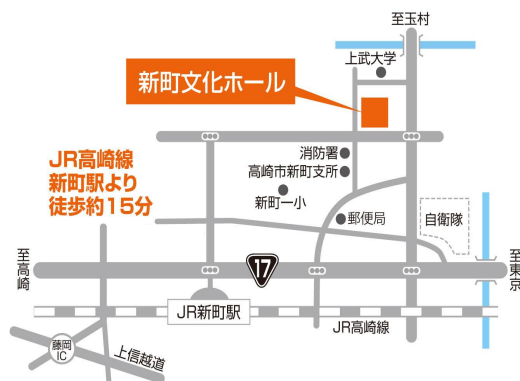 至玉村
上武大学
新町文化ホール
消防署
高崎市新町支所
新町一小
JR高崎線
新町駅より
徒歩約15分
郵便局
自衛隊
至高崎
17
至東京
JR新町駅
JR高崎線
藤岡
IC
上信越道